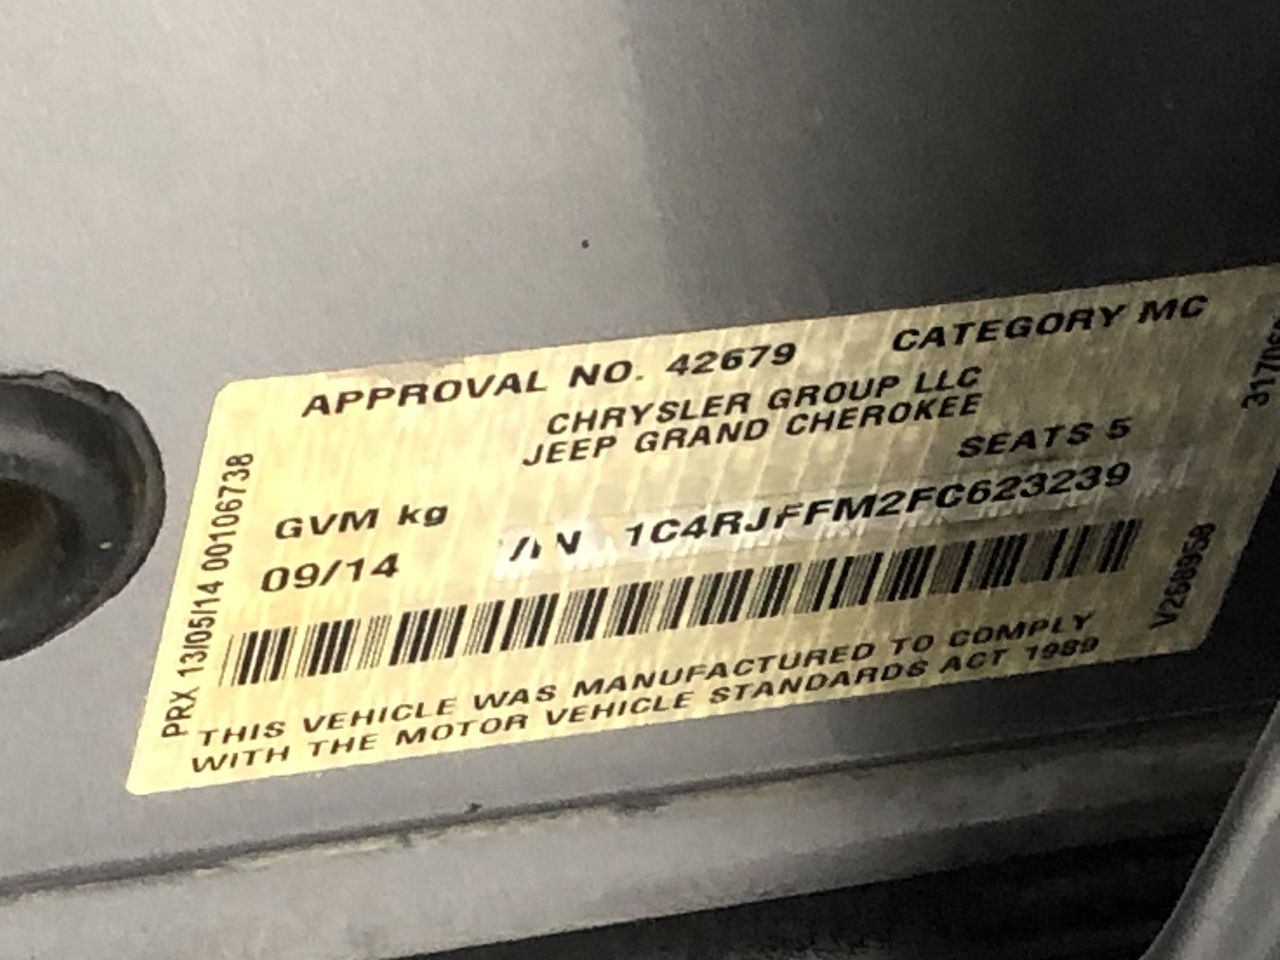 APPROVAL NO. 42679 CATEGORY MC
CHRYSLER GROUP LLC
JEEP GRAND CHEROKEE
SEATS 5
GVM kg
09/14 1C4RJFFM2FC623239
THIS VEHICLE WAS MANUFACTURED TO COMPLY
WITH THE MOTOR VEHICLE STANDARDS ACT 1989
PRX 13/05/14 00106738
V268950